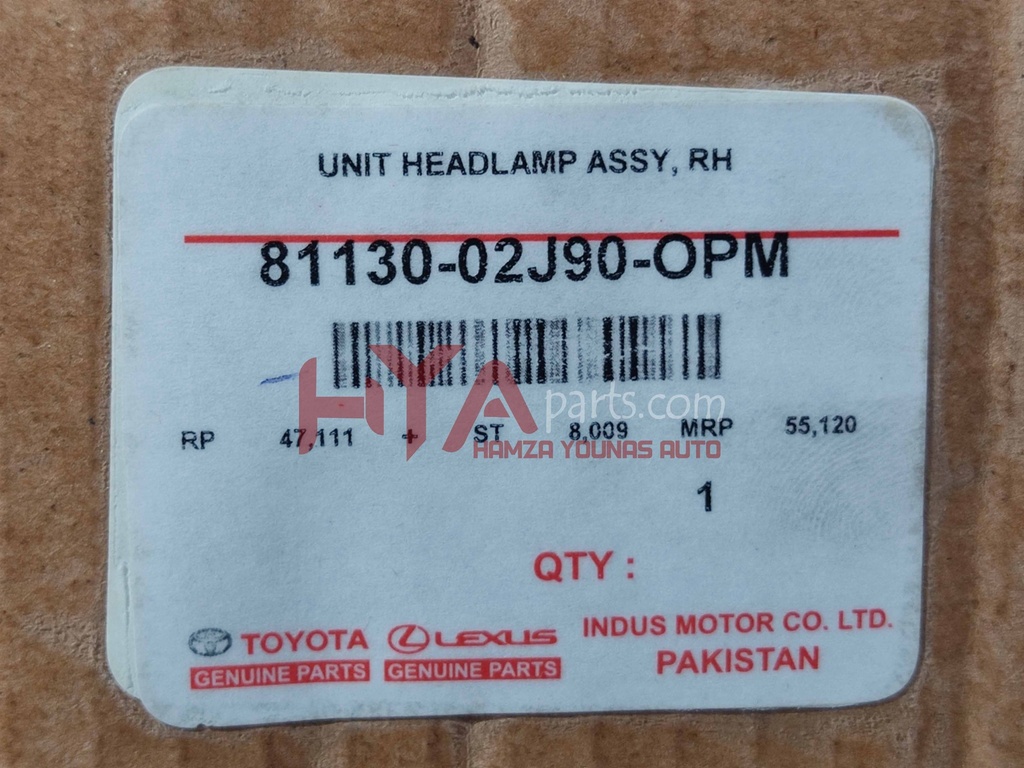 UNIT HEADLAMP ASSY, RH
81130-02J90-OPM
HYA parts.com
RP 47,111 + ST 8,009 MRP 55,120
HAMZA YOUNAS AUTO
1
QTY :
TOYOTA LEXUS INDUS MOTOR CO. LTD.
GENUINE PARTS GENUINE PARTS PAKISTAN